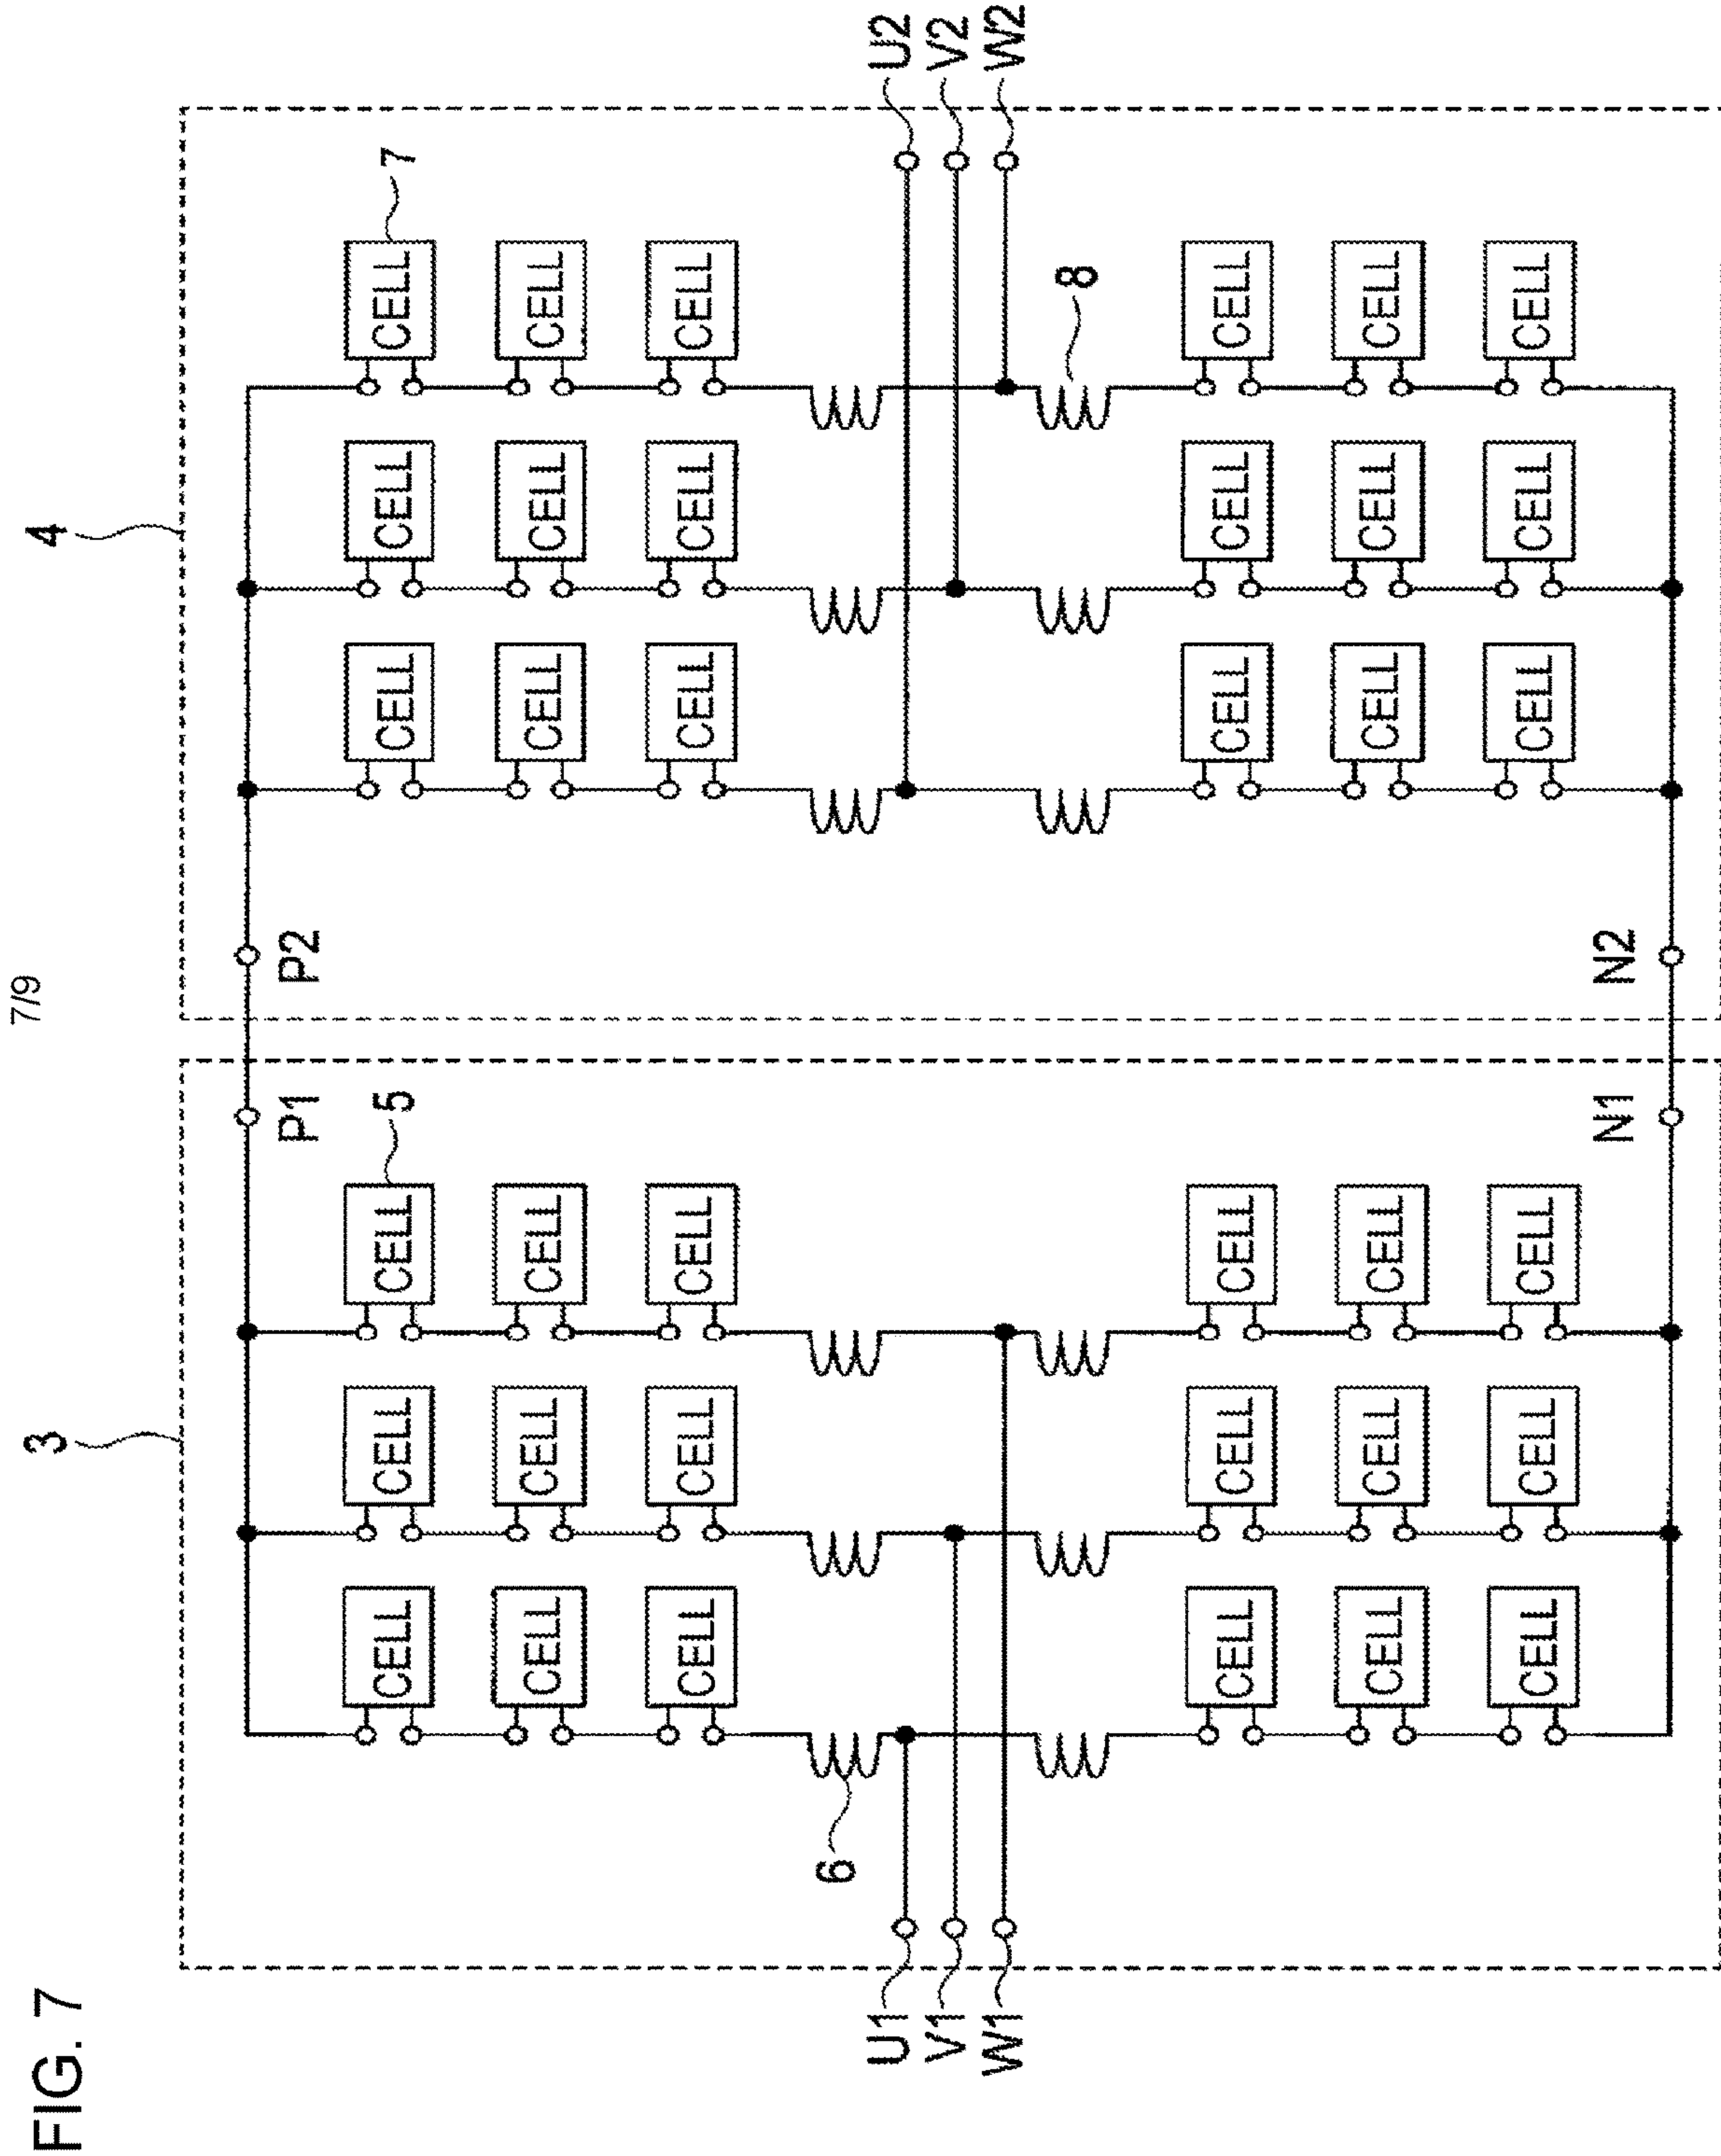 7/9
FIG. 7
3 4
P1 P2
CELL CELL CELL 5 CELL CELL CELL 7
CELL CELL CELL CELL CELL CELL
CELL CELL CELL CELL CELL CELL
6
U1 U2
V1 V2
W1 W2
8
CELL CELL CELL CELL CELL CELL
CELL CELL CELL CELL CELL CELL
CELL CELL CELL CELL CELL CELL
N1 N2